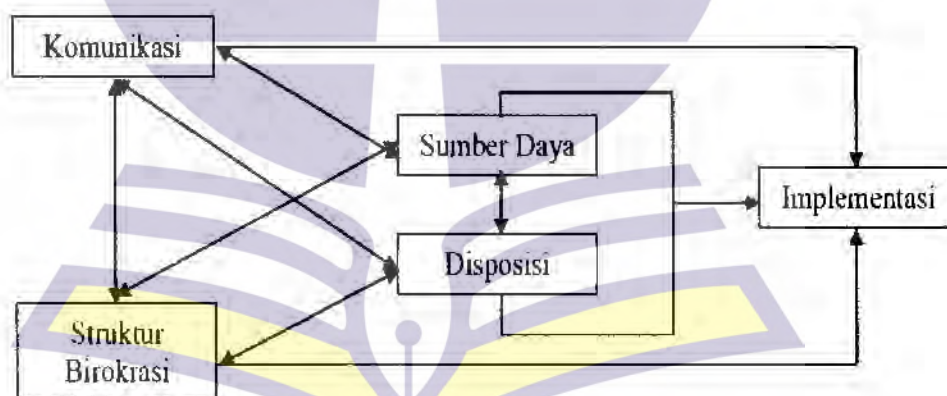 Komunikasi
Sumber Daya
Implementasi
Disposisi
Struktur
Birokrasi